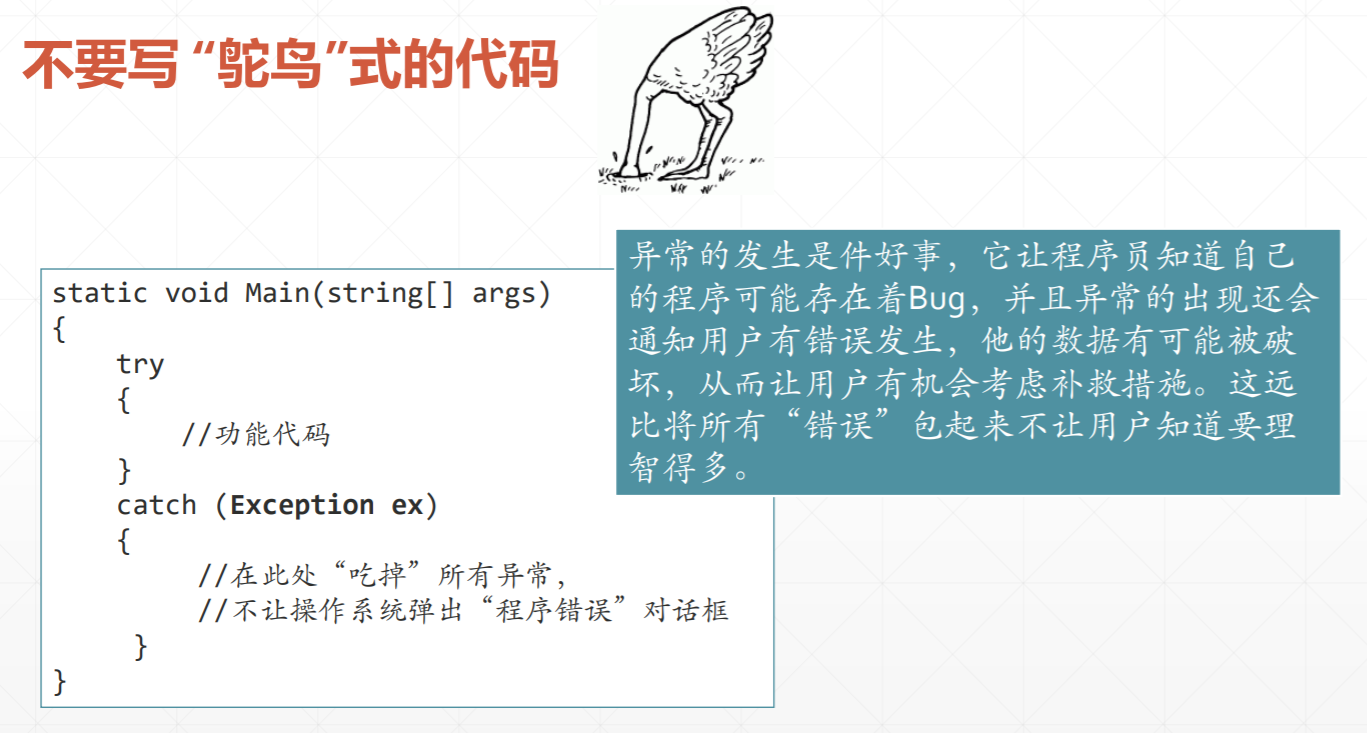 不要写“鸵鸟”式的代码
异常的发生是件好事，它让程序员知道自己
的程序可能存在着Bug，并且异常的出现还会
通知用户有错误发生，他的数据有可能被破
坏，从而让用户有机会考虑补救措施。这远
比将所有“错误”包起来不让用户知道要理
智得多。
static void Main(string[] args)
{
    try
    {
        //功能代码
    }
    catch (Exception ex)
    {
         //在此处“吃掉”所有异常，
         //不让操作系统弹出“程序错误”对话框
     }
}